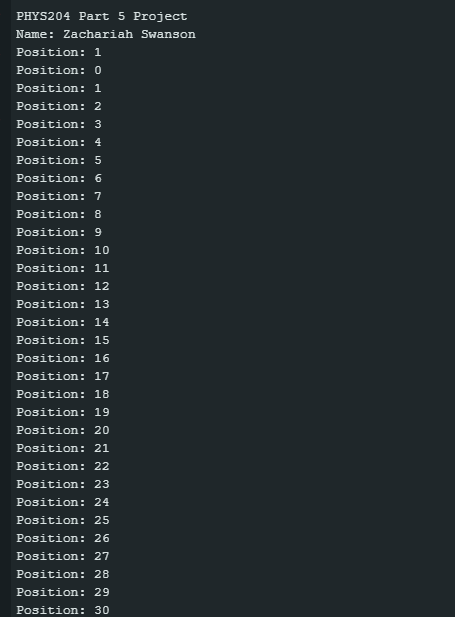 PHYS204 Part 5 Project
Name: Zachariah Swanson
Position: 1
Position: 0
Position: 1
Position: 2
Position: 3
Position: 4
Position: 5
Position: 6
Position: 7
Position: 8
Position: 9
Position: 10
Position: 11
Position: 12
Position: 13
Position: 14
Position: 15
Position: 16
Position: 17
Position: 18
Position: 19
Position: 20
Position: 21
Position: 22
Position: 23
Position: 24
Position: 25
Position: 26
Position: 27
Position: 28
Position: 29
Position: 30